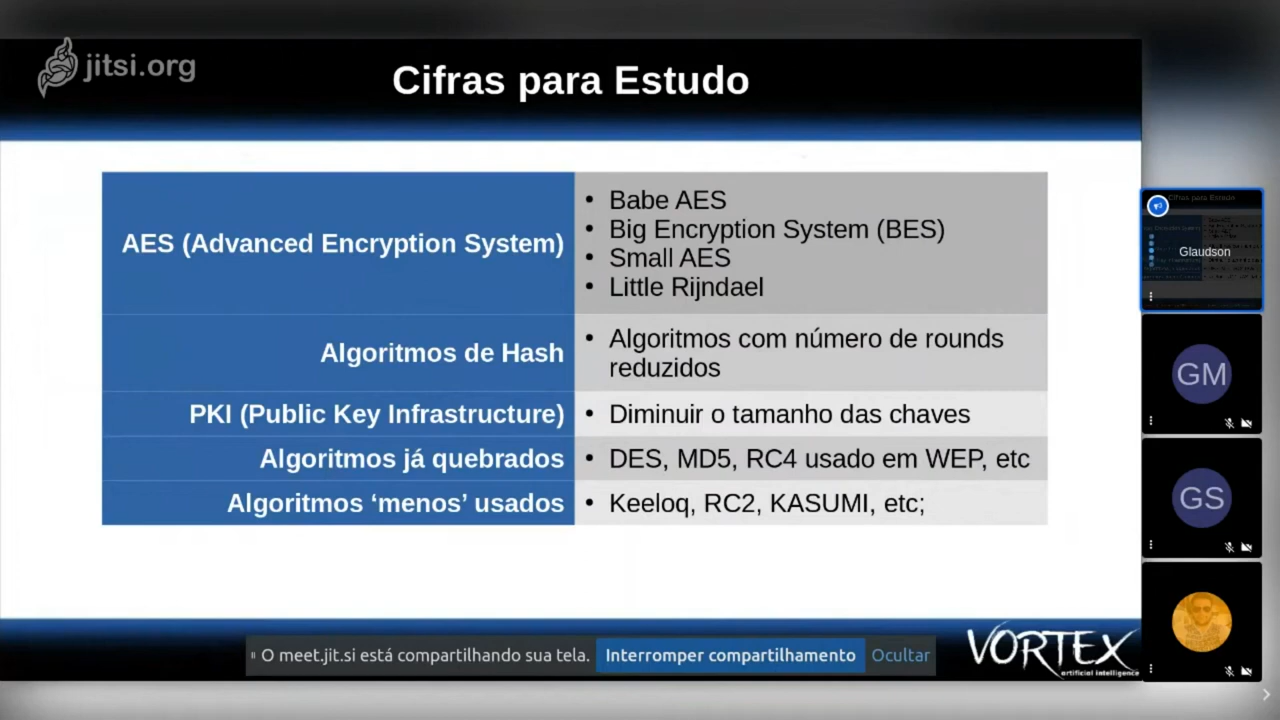 jitsi.org
Cifras para Estudo
AES (Advanced Encryption System)
• Babe AES
• Big Encryption System (BES)
• Small AES
• Little Rijndael
Algoritmos de Hash
• Algoritmos com número de rounds
reduzidos
PKI (Public Key Infrastructure)
• Diminuir o tamanho das chaves
Algoritmos já quebrados
• DES, MD5, RC4 usado em WEP, etc
Algoritmos ‘menos’ usados
• Keeloq, RC2, KASUMI, etc;
O meet.jit.si está compartilhando sua tela.
Interromper compartilhamento
Ocultar
VORTEX
artificial intelligence
Cifras para Estudo
Glaudson
GM
GS